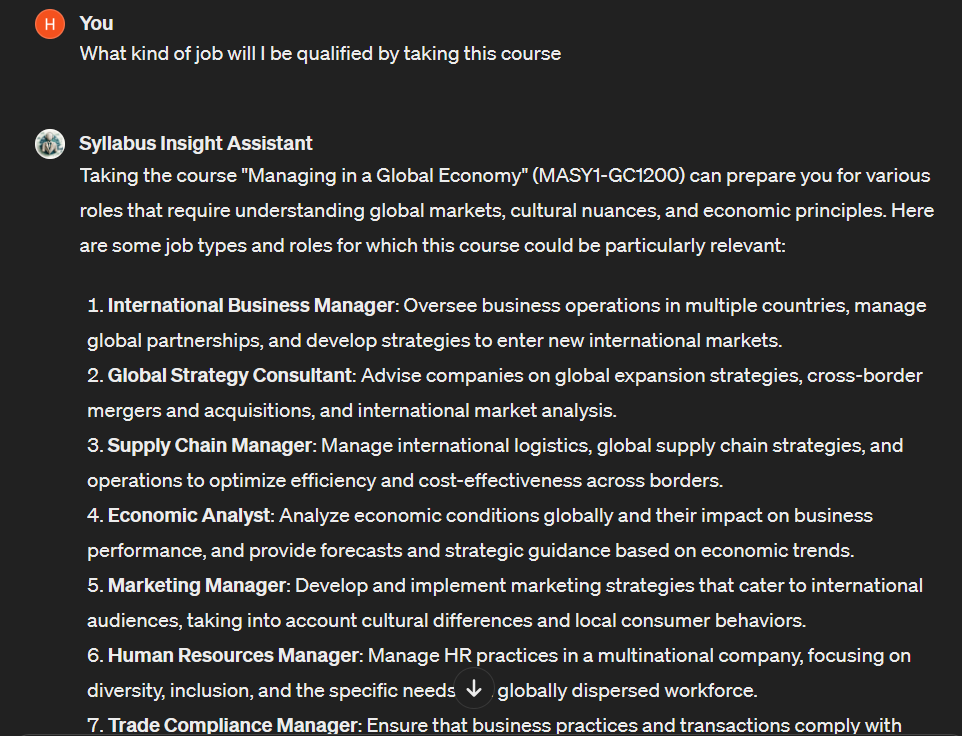 H You
What kind of job will I be qualified by taking this course
Syllabus Insight Assistant
Taking the course "Managing in a Global Economy" (MASY1-GC1200) can prepare you for various
roles that require understanding global markets, cultural nuances, and economic principles. Here
are some job types and roles for which this course could be particularly relevant:
1. International Business Manager: Oversee business operations in multiple countries, manage
global partnerships, and develop strategies to enter new international markets.
2. Global Strategy Consultant: Advise companies on global expansion strategies, cross-border
mergers and acquisitions, and international market analysis.
3. Supply Chain Manager: Manage international logistics, global supply chain strategies, and
operations to optimize efficiency and cost-effectiveness across borders.
4. Economic Analyst: Analyze economic conditions globally and their impact on business
performance, and provide forecasts and strategic guidance based on economic trends.
5. Marketing Manager: Develop and implement marketing strategies that cater to international
audiences, taking into account cultural differences and local consumer behaviors.
6. Human Resources Manager: Manage HR practices in a multinational company, focusing on
diversity, inclusion, and the specific needs globally dispersed workforce.
7. Trade Compliance Manager: Ensure that business practices and transactions comply with